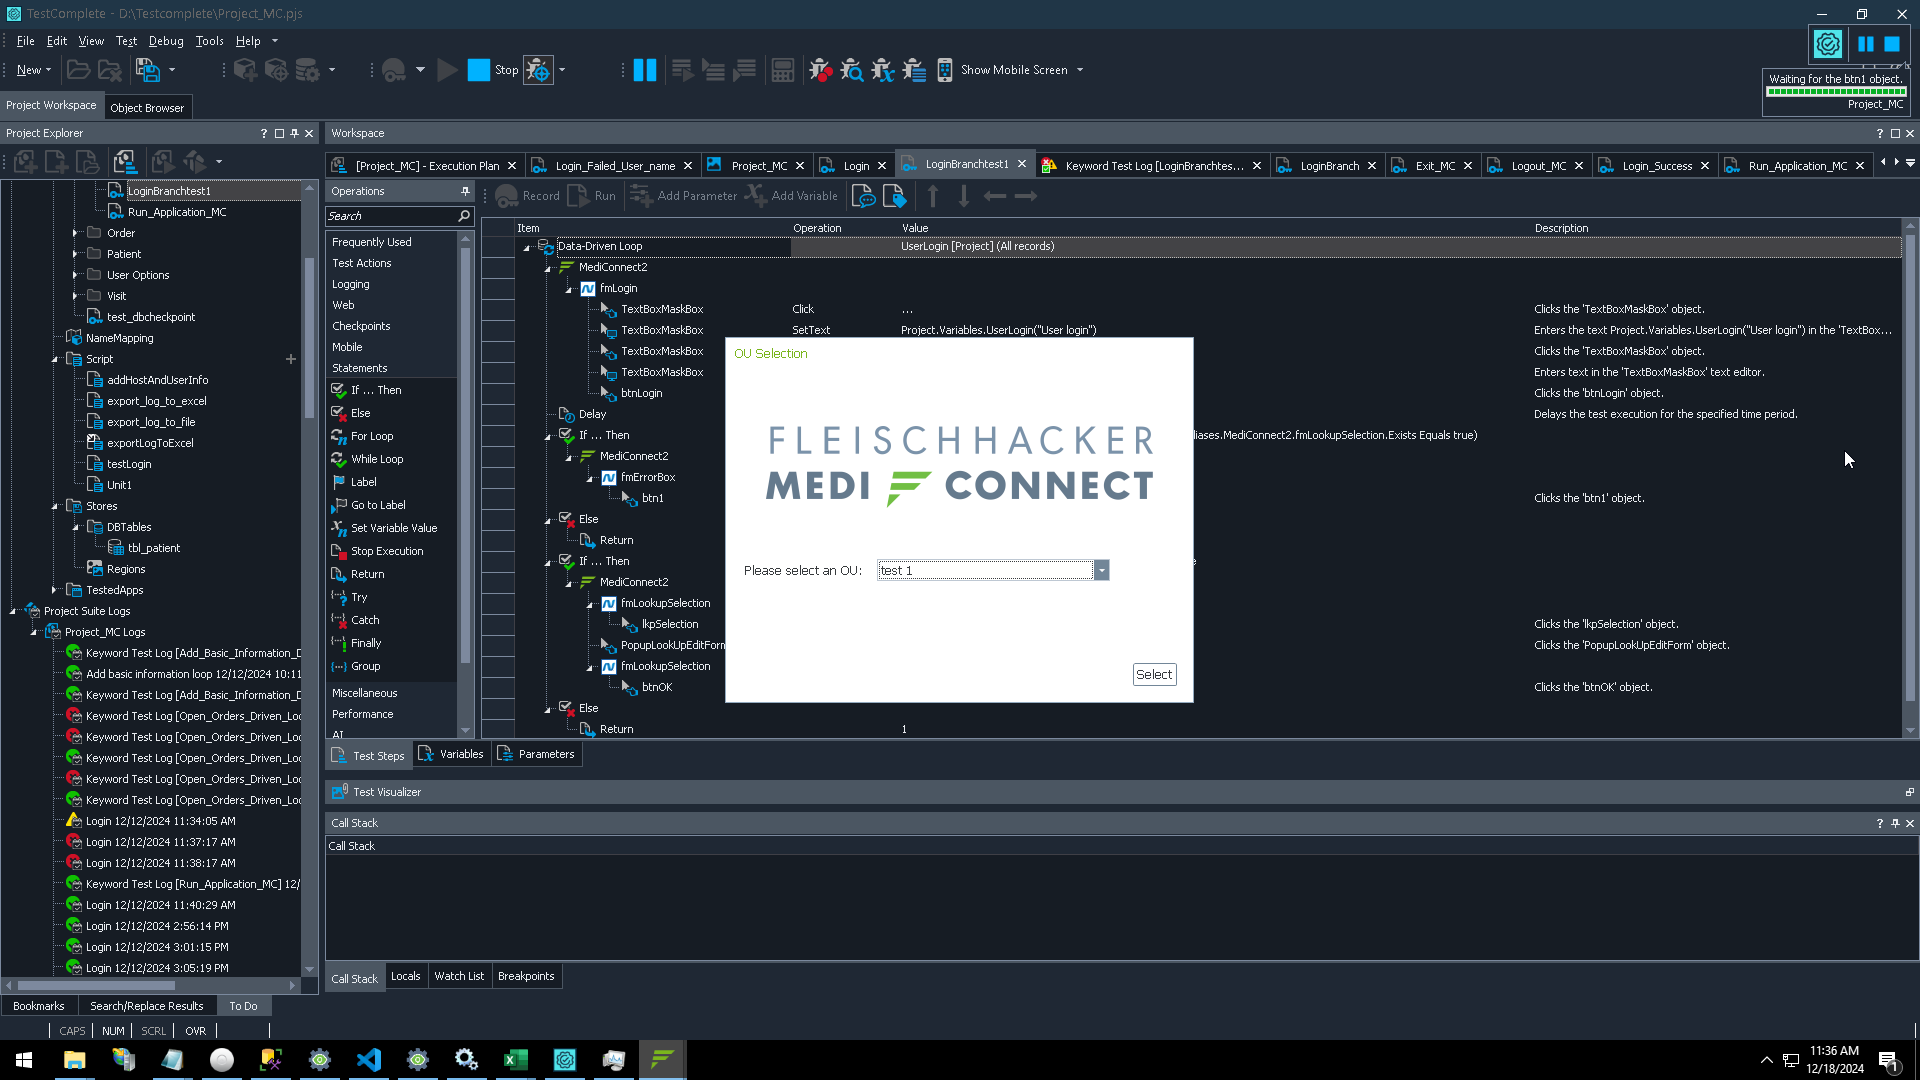 TestComplete - D:\Testcomplete\Project_MC.pjs
File Edit View Test Debug Tools Help
New Stop Show Mobile Screen
Waiting for the btn1 object.
Project_MC
Project Workspace Object Browser
Project Explorer ? Workspace ?
[Project_MC] - Execution Plan Login_Failed_User_name Project_MC Login LoginBranchtest1 Keyword Test Log [LoginBranchtes... LoginBranch Exit_MC Logout_MC Login_Success Run_Application_MC
LoginBranchtest1
Run_Application_MC
Order
Patient
User Options
Visit
test_dbcheckpoint
NameMapping
Script
addHostAndUserInfo
export_log_to_excel
export_log_to_file
exportLogToExcel
testLogin
Unit1
Stores
DBTables
tbl_patient
Regions
TestedApps
Project Suite Logs
Project_MC Logs
Keyword Test Log [Add_Basic_Information_D
Add basic information loop 12/12/2024 10:11
Keyword Test Log [Add_Basic_Information_D
Keyword Test Log [Open_Orders_Driven_Loo
Keyword Test Log [Open_Orders_Driven_Loo
Keyword Test Log [Open_Orders_Driven_Loo
Keyword Test Log [Open_Orders_Driven_Loo
Keyword Test Log [Open_Orders_Driven_Loo
Login 12/12/2024 11:34:05 AM
Login 12/12/2024 11:37:17 AM
Login 12/12/2024 11:38:17 AM
Keyword Test Log [Run_Application_MC] 12/
Login 12/12/2024 11:40:29 AM
Login 12/12/2024 2:56:14 PM
Login 12/12/2024 3:01:15 PM
Login 12/12/2024 3:05:19 PM
Bookmarks Search/Replace Results To Do
Operations
Search
Frequently Used
Test Actions
Logging
Web
Checkpoints
Mobile
Statements
If ... Then
Else
For Loop
While Loop
Label
Go to Label
Set Variable Value
Stop Execution
Return
Try
Catch
Finally
Group
Miscellaneous
Performance
AI
Record Run Add Parameter Add Variable
Item Operation Value Description
Data-Driven Loop UserLogin [Project] (All records)
MediConnect2
fmLogin
TextBoxMaskBox Click ... Clicks the 'TextBoxMaskBox' object.
TextBoxMaskBox SetText Project.Variables.UserLogin("User login") Enters the text Project.Variables.UserLogin("User login") in the 'TextBox...
TextBoxMaskBox Clicks the 'TextBoxMaskBox' object.
TextBoxMaskBox Enters text in the 'TextBoxMaskBox' text editor.
btnLogin Clicks the 'btnLogin' object.
Delay Delays the test execution for the specified time period.
If ... Then liases.MediConnect2.fmLookupSelection.Exists Equals true)
MediConnect2
fmErrorBox
btn1 Clicks the 'btn1' object.
Else
Return
If ... Then
MediConnect2
fmLookupSelection
lkpSelection Clicks the 'lkpSelection' object.
PopupLookUpEditForm Clicks the 'PopupLookUpEditForm' object.
fmLookupSelection
btnOK Clicks the 'btnOK' object.
Else
Return 1
OU Selection
FLEISCHHACKER
MEDI CONNECT
Please select an OU: test 1
Select
Test Steps Variables Parameters
Test Visualizer
Call Stack ?
Call Stack
Call Stack Locals Watch List Breakpoints
CAPS NUM SCRL OVR
11:36 AM
12/18/2024
1